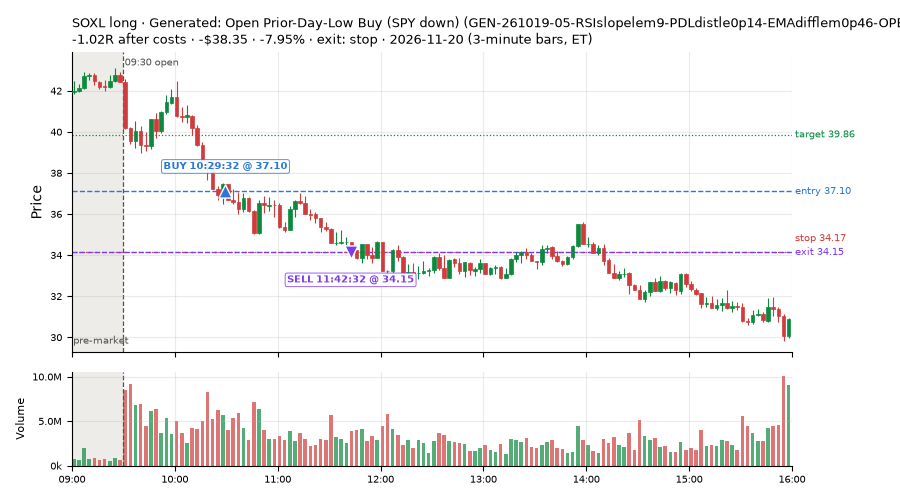 SOXL long · Generated: Open Prior-Day-Low Buy (SPY down) (GEN-261019-05-RSIslopelem9-PDLdistle0p14-EMAdifflem0p46-OPE
-1.02R after costs · -$38.35 · -7.95% · exit: stop · 2026-11-20 (3-minute bars, ET)
09:30 open
42
40
38
36
34
32
30
Price
target 39.86
BUY 10:29:32 @ 37.10
entry 37.10
stop 34.17
exit 34.15
SELL 11:42:32 @ 34.15
pre-market
10.0M
5.0M
0k
Volume
09:00
10:00
11:00
12:00
13:00
14:00
15:00
16:00